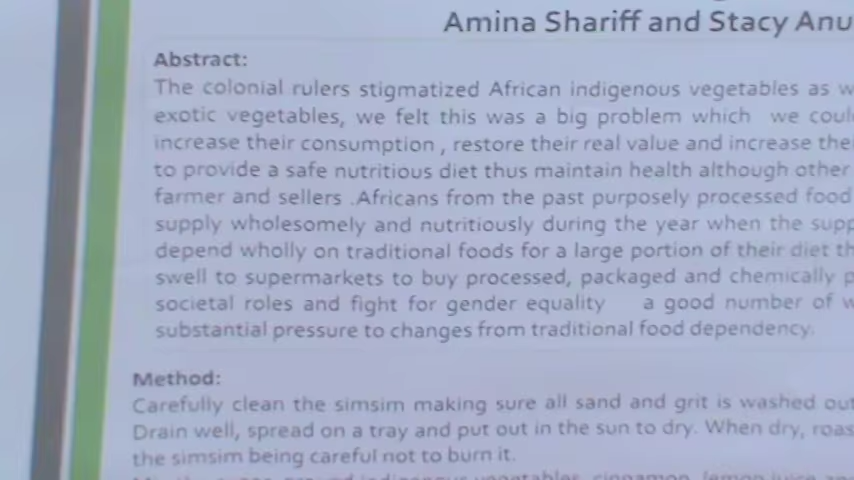 Amina Shariff and Stacy Anu
Abstract:
The colonial rulers stigmatized African indigenous vegetables as w
exotic vegetables, we felt this was a big problem which we coul
increase their consumption , restore their real value and increase the
to provide a safe nutritious diet thus maintain health although other
farmer and sellers .Africans from the past purposely processed food
supply wholesomely and nutritiously during the year when the supp
depend wholly on traditional foods for a large portion of their diet th
swell to supermarkets to buy processed, packaged and chemically p
societal roles and fight for gender equality a good number of w
substantial pressure to changes from traditional food dependency.
Method:
Carefully clean the simsim making sure all sand and grit is washed out
Drain well, spread on a tray and put out in the sun to dry. When dry, roas
the simsim being careful not to burn it.
ground indigenous vegetables, cinnamon, lemon juice